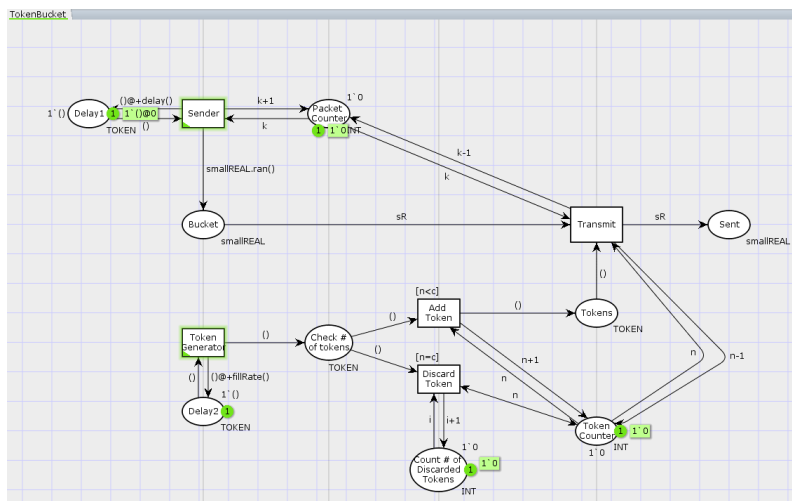 TokenBucket
()@+delay()
1`()
Delay1
1
1`()@0
()
TOKEN
Sender
k+1
k
1`0
Packet
Counter
1
1`0
INT
k-1
k
smallREAL.ran()
Bucket
smallREAL
sR
Transmit
sR
Sent
smallREAL
()
[n<c]
Add
Token
()
Tokens
TOKEN
Token
Generator
()
Check #
of tokens
TOKEN
()
()
[n=c]
Discard
Token
n+1
n
n
n
n-1
()
()@+fillRate()
1`()
Delay2
1
TOKEN
i
i+1
1`0
Count # of
Discarded
Tokens
1
1`0
INT
Token
Counter
1
1`0
INT
1`0